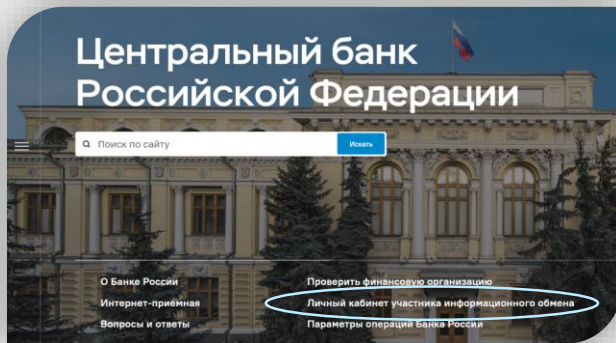 Центральный банк
Российской Федерации
Поиск по сайту
Искать
О Банке России
Проверить финансовую организацию
Интернет-приемная
Личный кабинет участника информационного обмена
Вопросы и ответы
Параметры операций Банка России